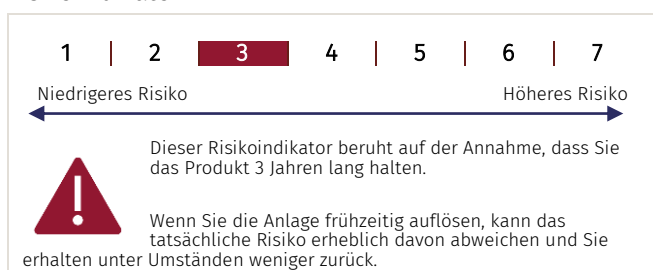 1 | 2 | 3 | 4 | 5 | 6 | 7
Niedrigeres Risiko Höheres Risiko
Dieser Risikoindikator beruht auf der Annahme, dass Sie
das Produkt 3 Jahren lang halten.
Wenn Sie die Anlage frühzeitig auflösen, kann das
tatsächliche Risiko erheblich davon abweichen und Sie
erhalten unter Umständen weniger zurück.